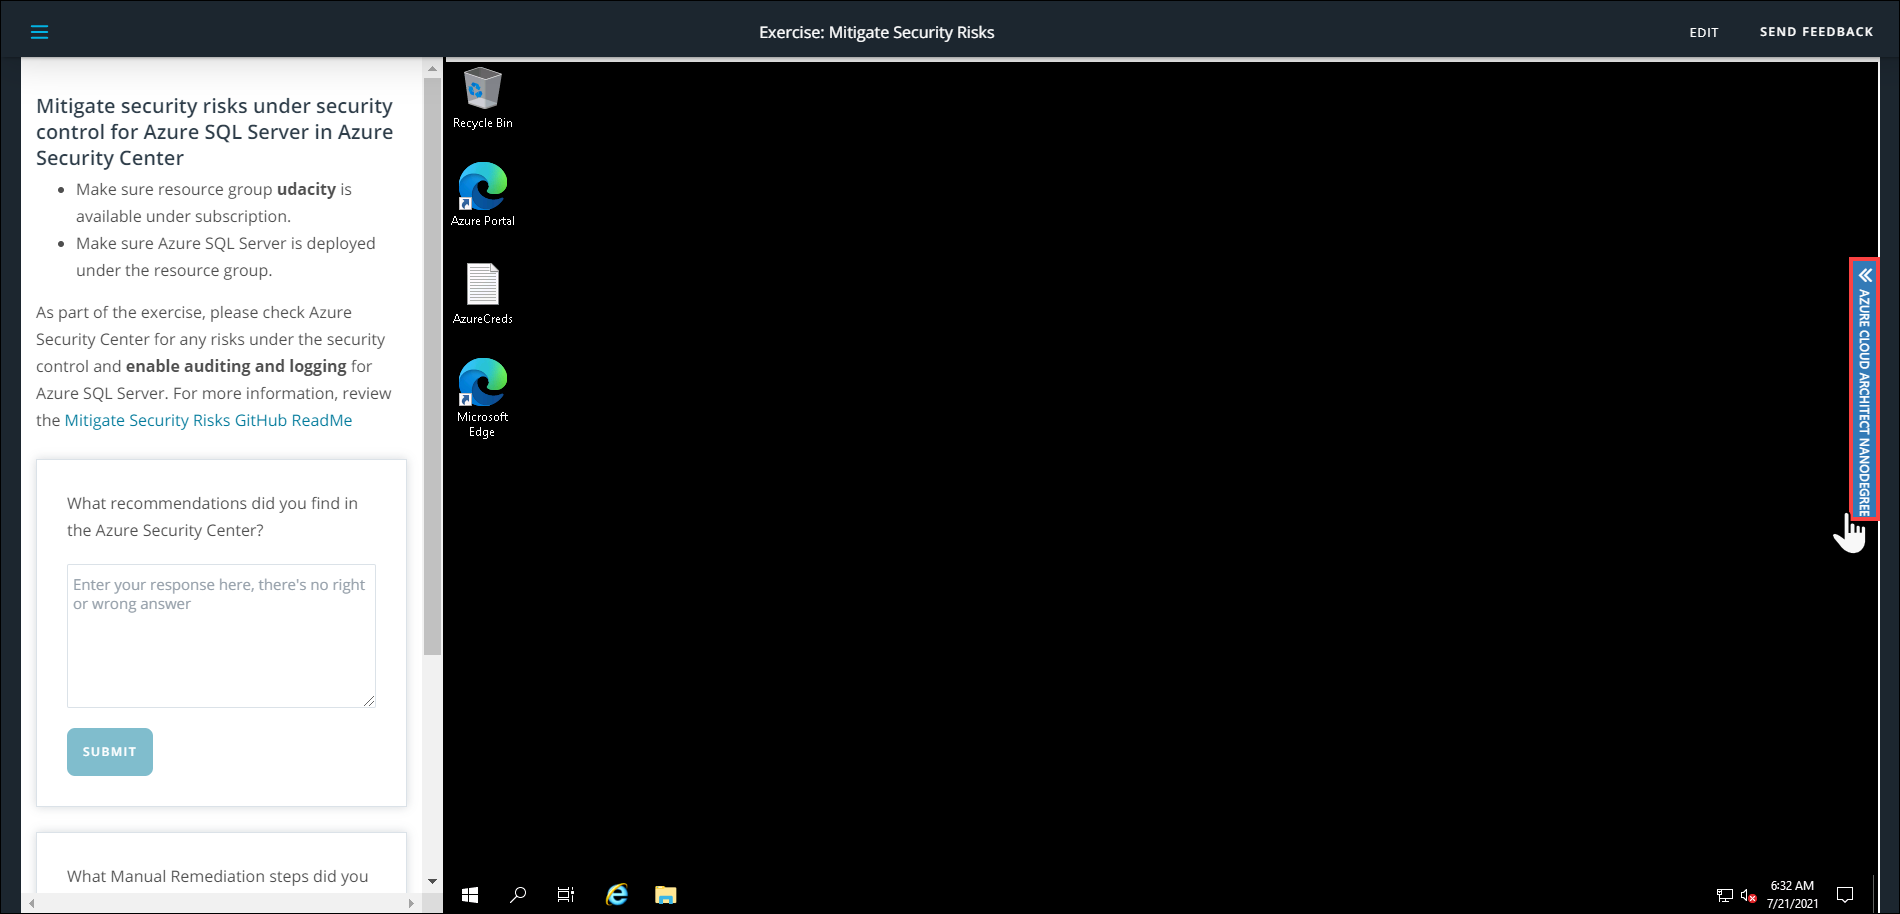 Exercise: Mitigate Security Risks
EDIT
SEND FEEDBACK
Mitigate security risks under security
control for Azure SQL Server in Azure
Security Center
Make sure resource group udacity is
available under subscription.
Make sure Azure SQL Server is deployed
under the resource group.
As part of the exercise, please check Azure
Security Center for any risks under the security
control and enable auditing and logging for
Azure SQL Server. For more information, review
the Mitigate Security Risks GitHub ReadMe
What recommendations did you find in
the Azure Security Center?
Enter your response here, there's no right
or wrong answer
SUBMIT
What Manual Remediation steps did you
Recycle Bin
Azure Portal
AzureCreds
Microsoft
Edge
AZURE CLOUD ARCHITECT NANODEGREE
6:32 AM
7/21/2021